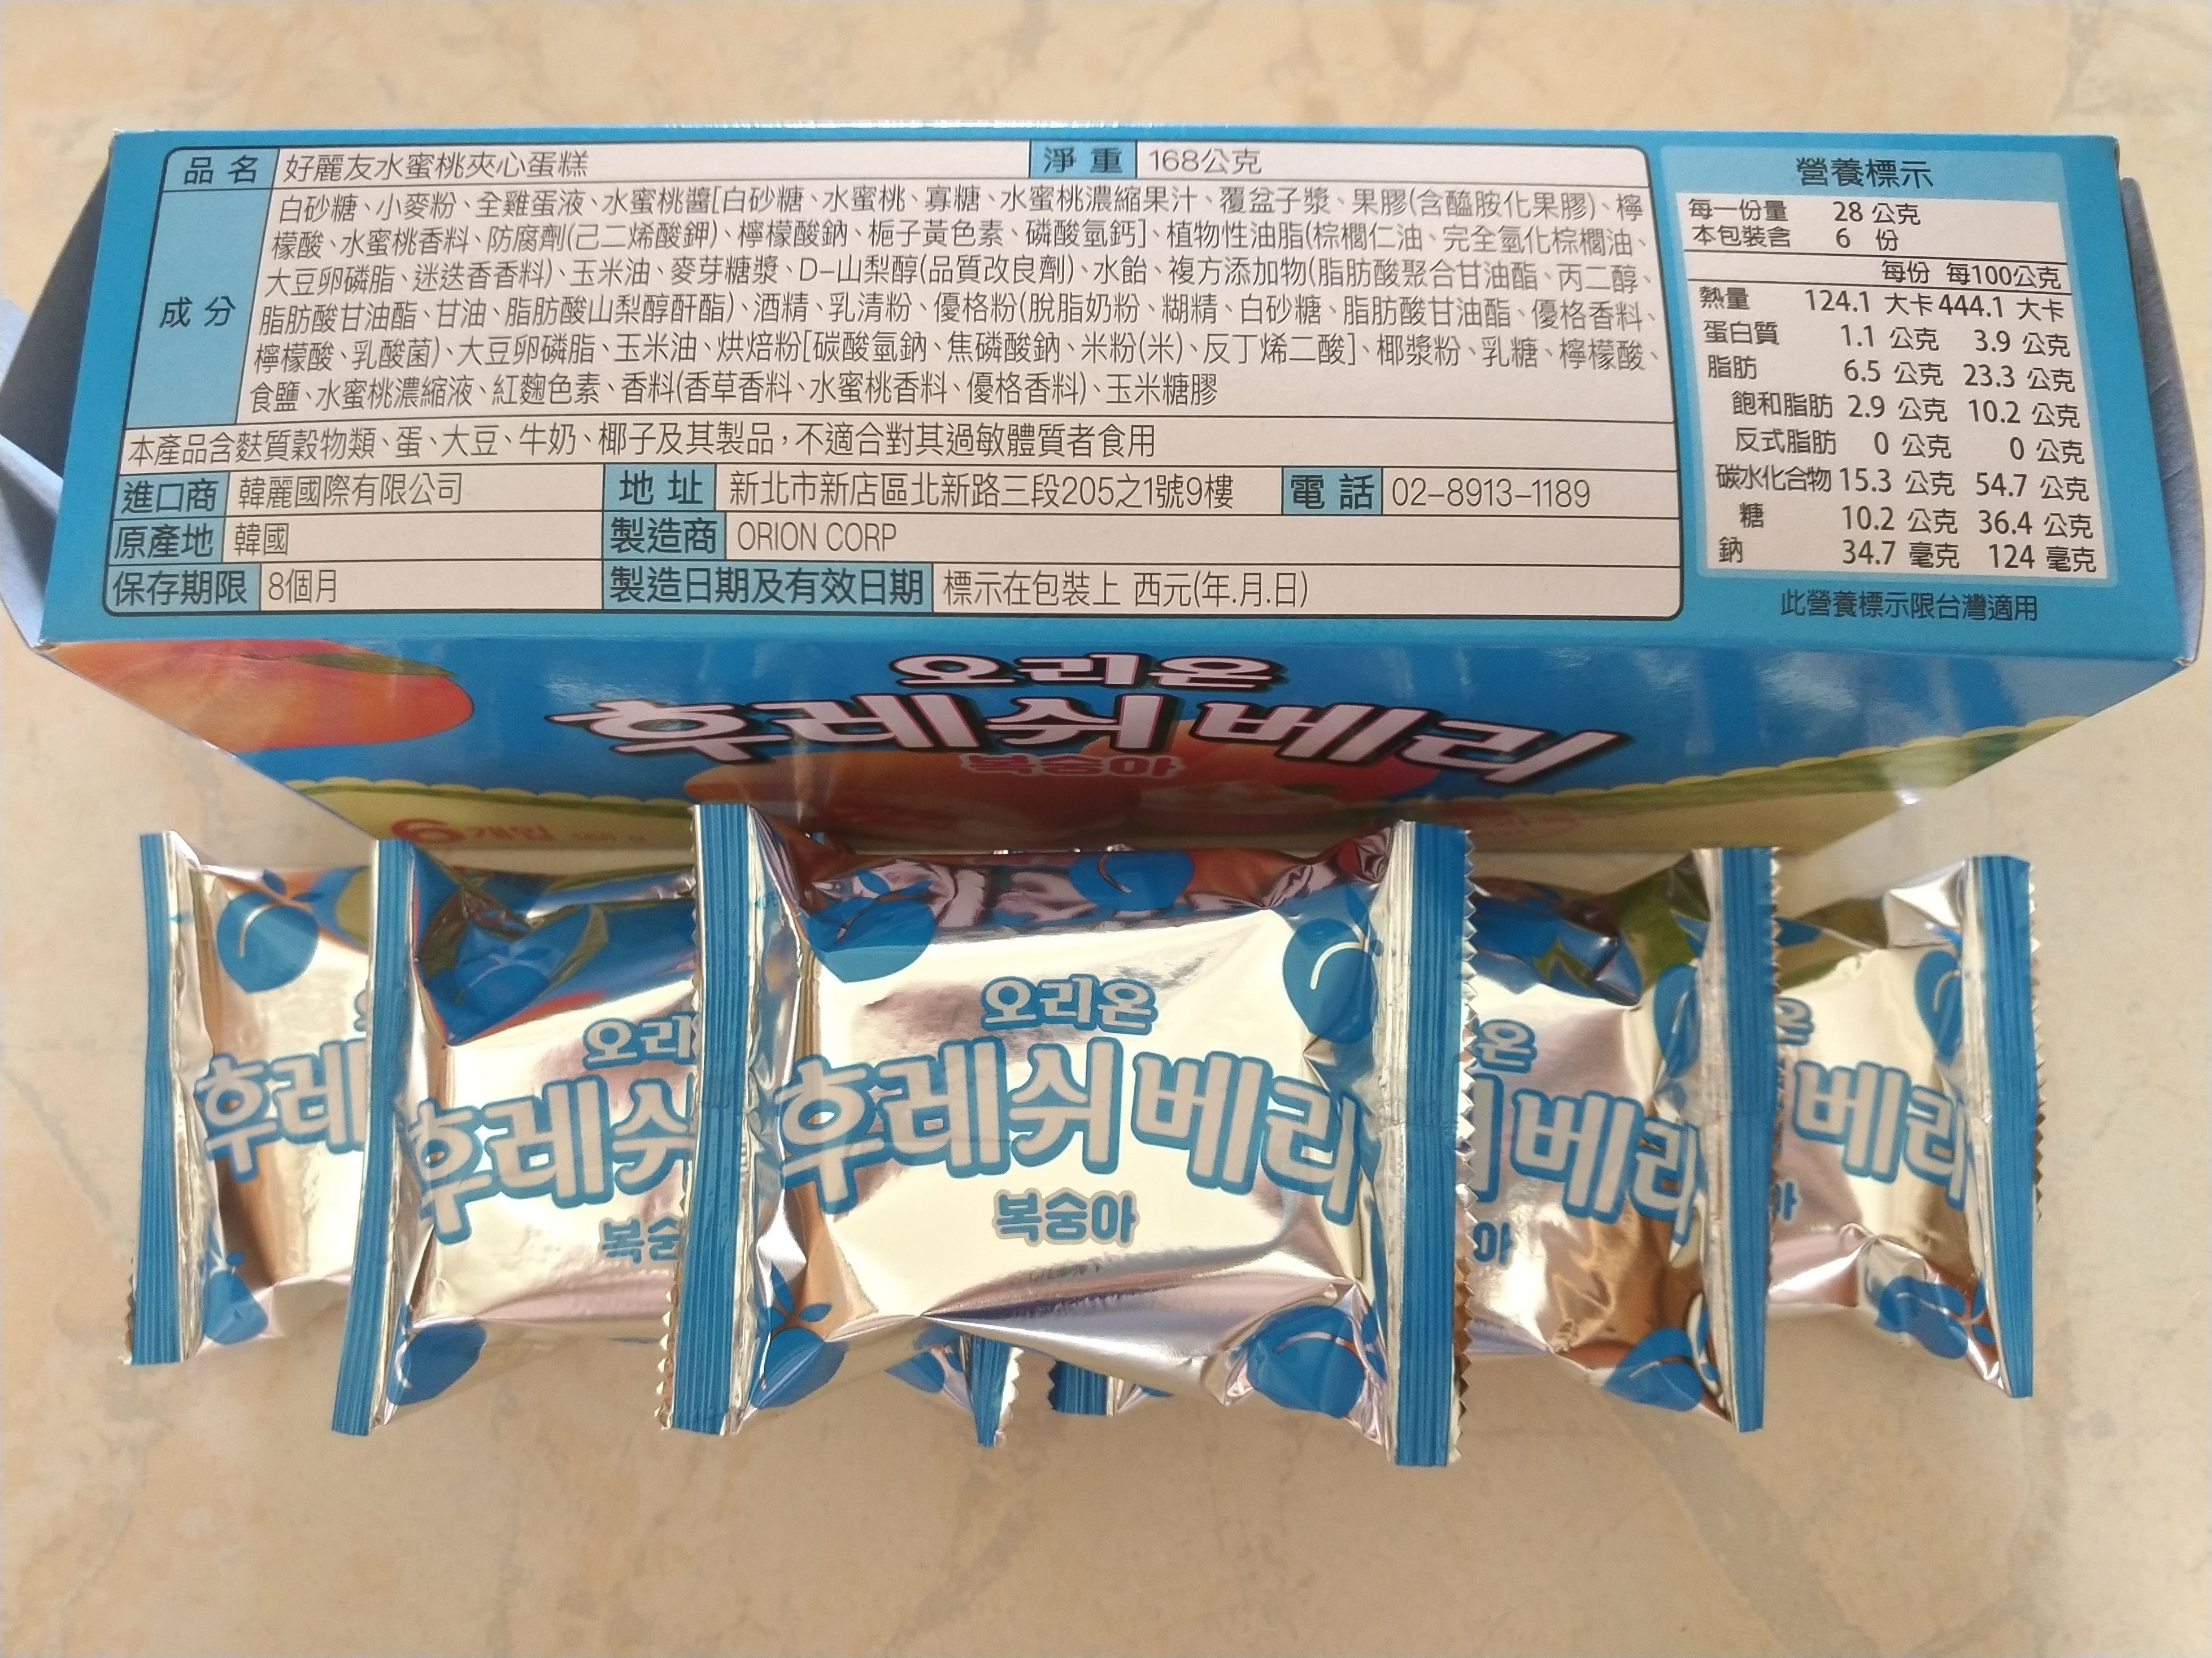 品名 好麗友水蜜桃夾心蛋糕 淨重 168公克
成分
白砂糖、小麥粉、全雞蛋液、水蜜桃醬[白砂糖、水蜜桃、寡糖、水蜜桃濃縮果汁、覆盆子漿、果膠(含醯胺化果膠)、檸
檬酸、水蜜桃香料、防腐劑(己二烯酸鉀)、檸檬酸鈉、梔子黃色素、磷酸氫鈣]、植物性油脂(棕櫚仁油、完全氫化棕櫚油、
大豆卵磷脂、迷迭香香料)、玉米油、麥芽糖漿、D-山梨醇(品質改良劑)、水飴、複方添加物(脂肪酸聚合甘油酯、丙二醇、
脂肪酸甘油酯、甘油、脂肪酸山梨醇酐酯)、酒精、乳清粉、優格粉(脫脂奶粉、糊精、白砂糖、脂肪酸甘油酯、優格香料、
檸檬酸、乳酸菌)、大豆卵磷脂、玉米油、烘焙粉[碳酸氫鈉、焦磷酸鈉、米粉(米)、反丁烯二酸]、椰漿粉、乳糖、檸檬酸、
食鹽、水蜜桃濃縮液、紅麴色素、香料(香草香料、水蜜桃香料、優格香料)、玉米糖膠
本產品含麩質穀物類、蛋、大豆、牛奶、椰子及其製品，不適合對其過敏體質者食用
進口商 韓麗國際有限公司 地址 新北市新店區北新路三段205之1號9樓 電話 02-8913-1189
原產地 韓國 製造商 ORION CORP
保存期限 8個月 製造日期及有效日期 標示在包裝上 西元(年.月.日)
營養標示
每一份量 28 公克
本包裝含 6 份
每份 每100公克
熱量 124.1 大卡 444.1 大卡
蛋白質 1.1 公克 3.9 公克
脂肪 6.5 公克 23.3 公克
飽和脂肪 2.9 公克 10.2 公克
反式脂肪 0 公克 0 公克
碳水化合物 15.3 公克 54.7 公克
糖 10.2 公克 36.4 公克
鈉 34.7 毫克 124 毫克
此營養標示限台灣適用
오리온
후레쉬베리
복숭아
6개입
후레
오리
후레쉬
복숭
오리온
후레쉬베리
복숭아
온
베리
아
온
베리
아